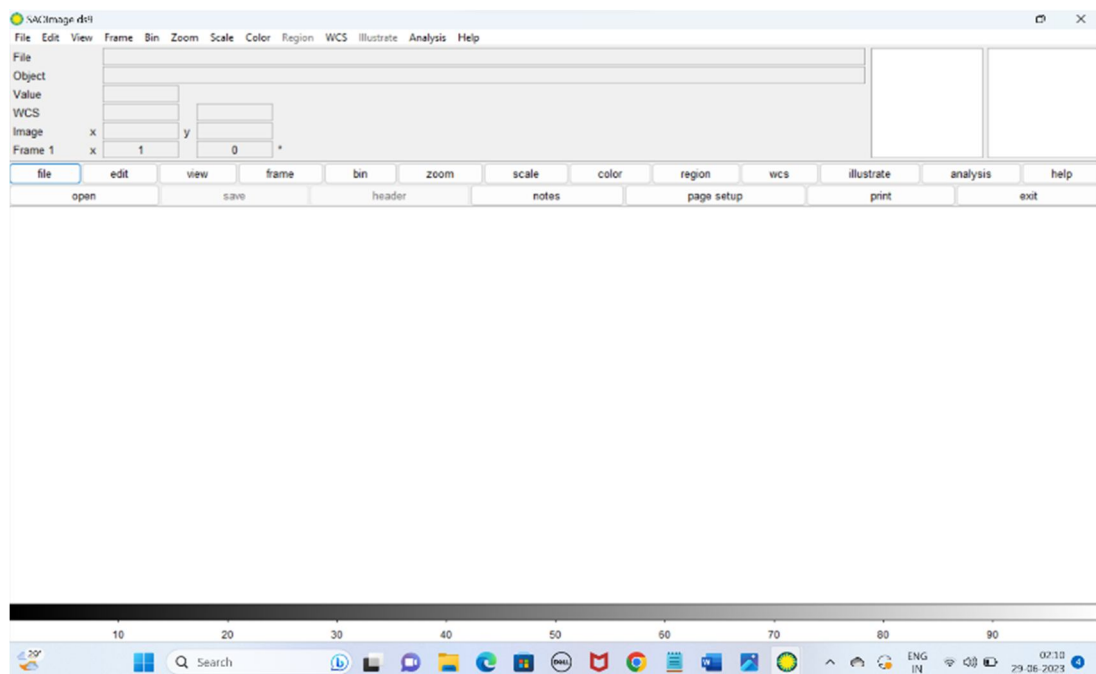 SAOImage ds9
File Edit View Frame Bin Zoom Scale Color Region WCS Illustrate Analysis Help
File
Object
Value
WCS
Image x y
Frame 1 x 1 0 °
file edit view frame bin zoom scale color region wcs illustrate analysis help
open save header notes page setup print exit
10 20 30 40 50 60 70 80 90
29° Search DELL W ENG 02:10
IN 29-06-2023 4